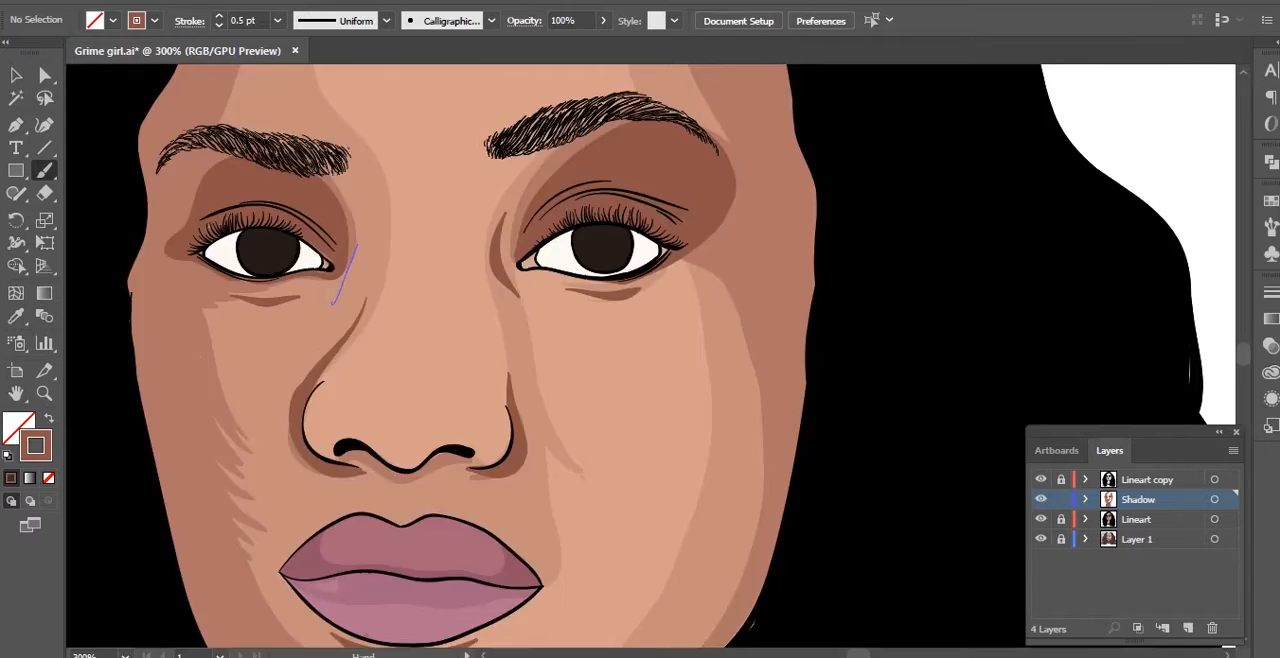 No Selection Stroke: 0.5 pt Uniform Calligraphic... Opacity: 100% Style: Document Setup Preferences
Grime girl.ai* @ 300% (RGB/GPU Preview) ×
Artboards Layers
Lineart copy
Shadow
Lineart
Layer 1
4 Layers
300% 1 Hand